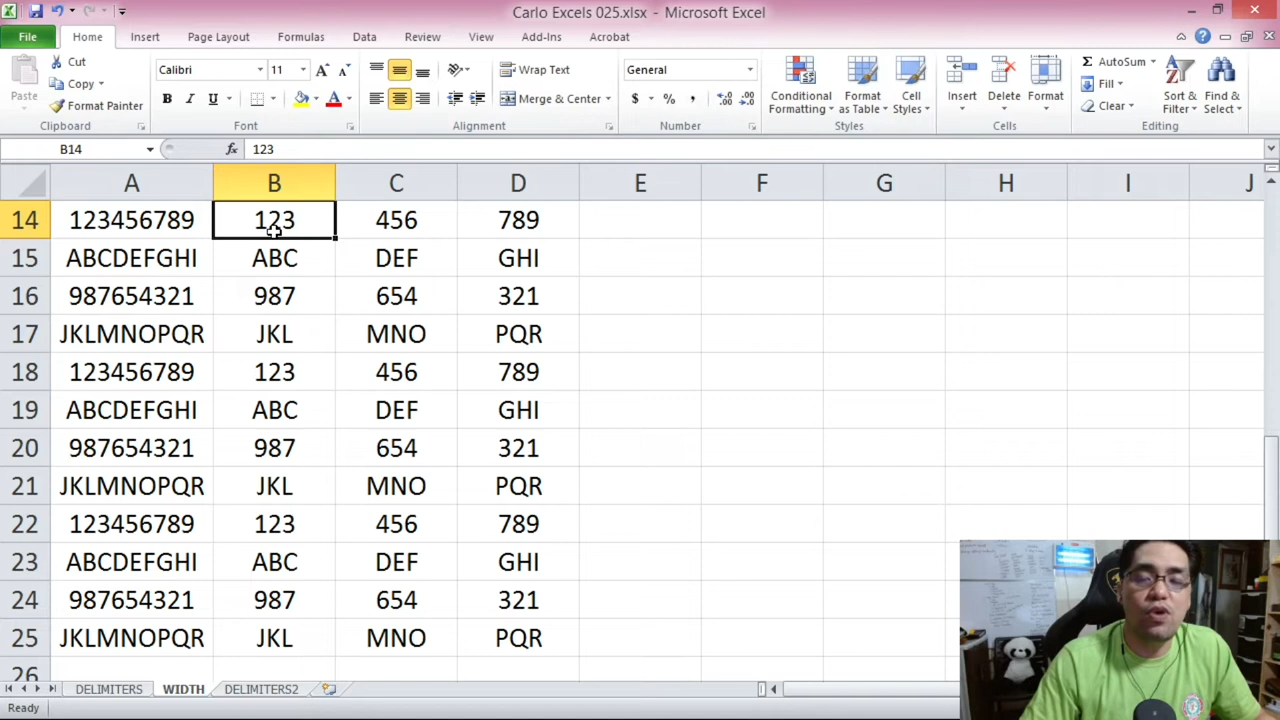 Carlo Excels 025.xlsx - Microsoft Excel
File Home Insert Page Layout Formulas Data Review View Add-Ins Acrobat
Paste
Cut
Copy
Format Painter
Clipboard
Calibri 11
B I U
Font
Wrap Text
Merge & Center
Alignment
General
$ % ,
Number
Conditional Formatting
Format as Table
Cell Styles
Styles
Insert
Delete
Format
Cells
AutoSum
Fill
Clear
Sort & Filter
Find & Select
Editing
B14 fx 123
A B C D E F G H I J
14 123456789 123 456 789
15 ABCDEFGHI ABC DEF GHI
16 987654321 987 654 321
17 JKLMNOPQR JKL MNO PQR
18 123456789 123 456 789
19 ABCDEFGHI ABC DEF GHI
20 987654321 987 654 321
21 JKLMNOPQR JKL MNO PQR
22 123456789 123 456 789
23 ABCDEFGHI ABC DEF GHI
24 987654321 987 654 321
25 JKLMNOPQR JKL MNO PQR
26
DELIMITERS WIDTH DELIMITERS2
Ready